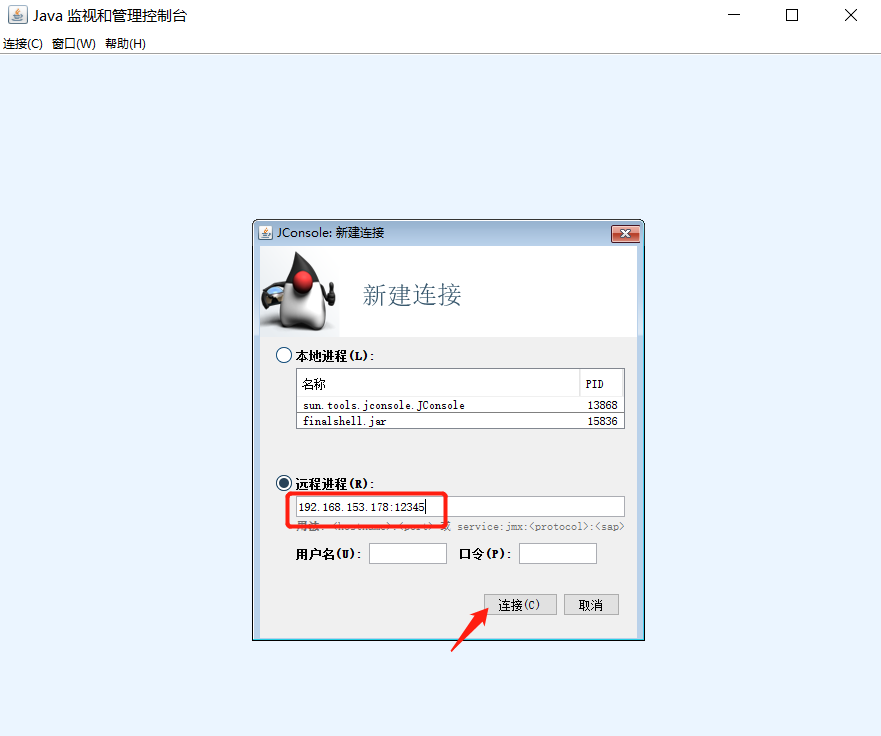 Java 监视和管理控制台
连接(C) 窗口(W) 帮助(H)
JConsole: 新建连接
新建连接
本地进程(L):
名称 PID
sun.tools.jconsole.JConsole 13868
finalshell.jar 15836
远程进程(R):
192.168.153.178:12345
用法: <hostname>:<port> 或 service:jmx:<protocol>:<sap>
用户名(U): 口令(P):
连接(C) 取消